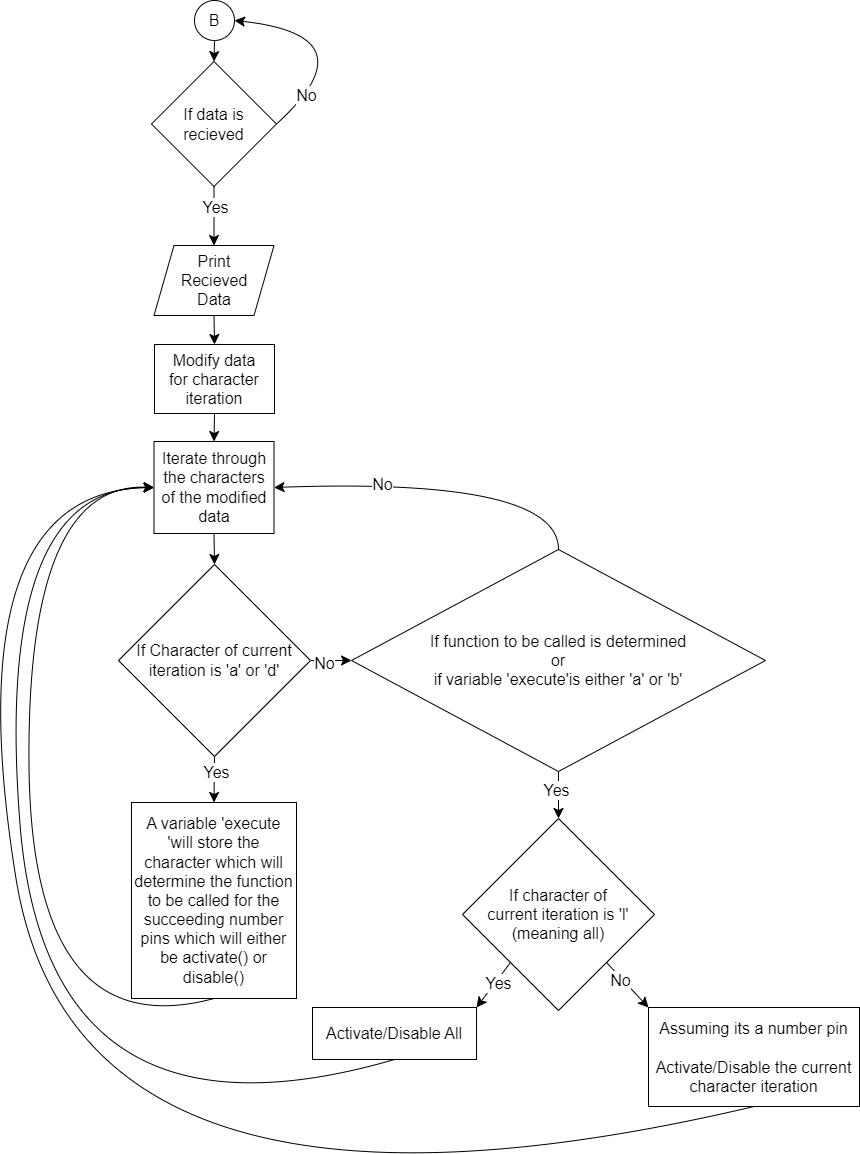 B
No
If data is
recieved
Yes
Print
Recieved
Data
Modify data
for character
iteration
Iterate through
the characters
of the modified
data
No
If Character of current
iteration is 'a' or 'd'
No
If function to be called is determined
or
if variable 'execute'is either 'a' or 'b'
Yes
Yes
A variable 'execute
'will store the
character which will
determine the function
to be called for the
succeeding number
pins which will either
be activate() or
disable()
If character of
current iteration is 'l'
(meaning all)
Yes
No
Activate/Disable All
Assuming its a number pin
Activate/Disable the current
character iteration